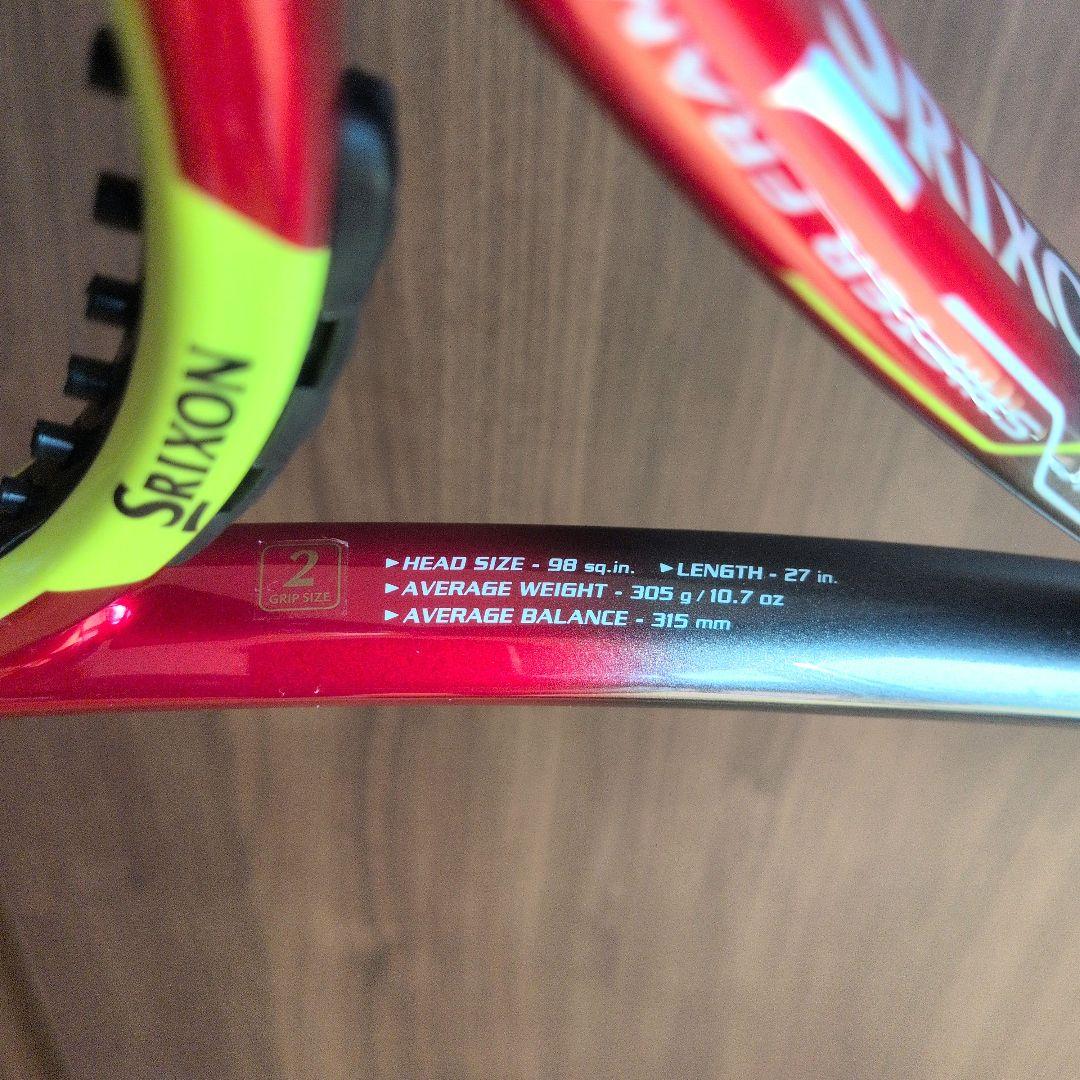 SRIXON
2
GRIP SIZE
▶HEAD SIZE - 98 sq.in. ▶LENGTH - 27 in.
▶AVERAGE WEIGHT - 305 g / 10.7 oz
▶AVERAGE BALANCE - 315 mm
SRIXO